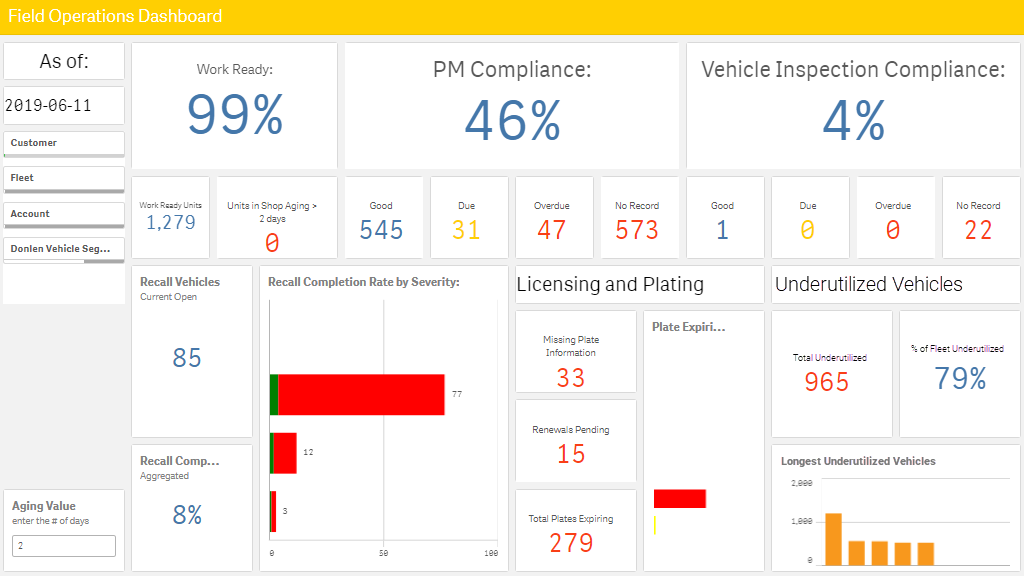 Field Operations Dashboard
As of:
2019-06-11
Customer
Fleet
Account
Donlen Vehicle Seg...
Aging Value
enter the # of days
2
Work Ready:
99%
PM Compliance:
46%
Vehicle Inspection Compliance:
4%
Work Ready Units
1,279
Units in Shop Aging >
2 days
0
Good
545
Due
31
Overdue
47
No Record
573
Good
1
Due
0
Overdue
0
No Record
22
Recall Vehicles
Current Open
85
Recall Comp...
Aggregated
8%
Recall Completion Rate by Severity:
77
12
3
0 50 100
Licensing and Plating
Missing Plate
Information
33
Renewals Pending
15
Total Plates Expiring
279
Plate Expiri...
Underutilized Vehicles
Total Underutilized
965
% of Fleet Underutilized
79%
Longest Underutilized Vehicles
2,000
1,000
0